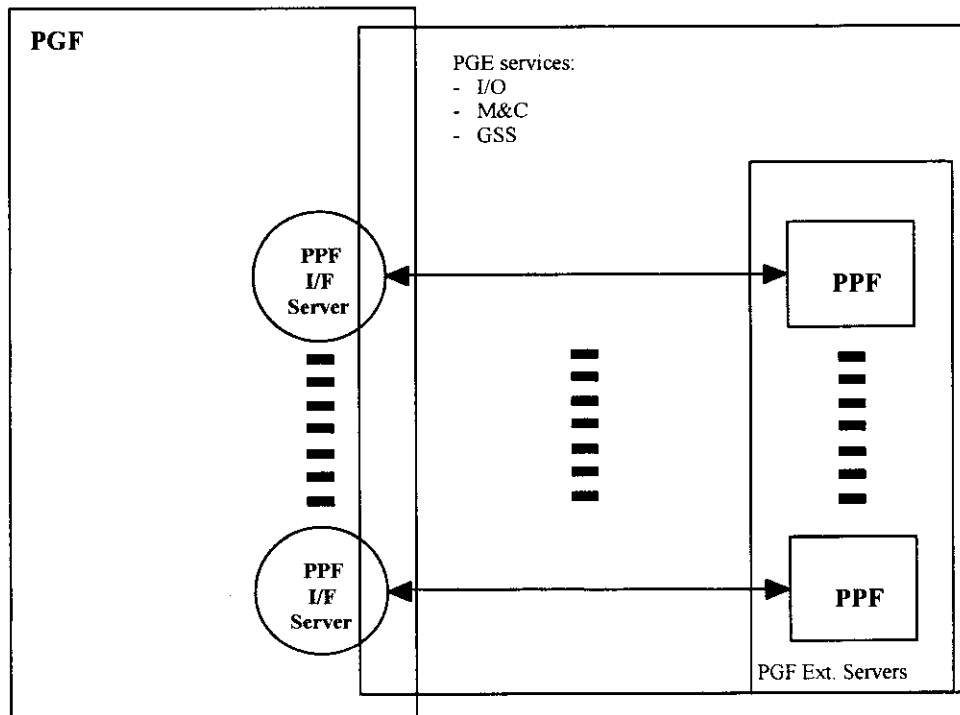 PGF
PGE services:
- I/O
- M&C
- GSS
PPF
I/F
Server
PPF
PPF
I/F
Server
PPF
PGF Ext. Servers